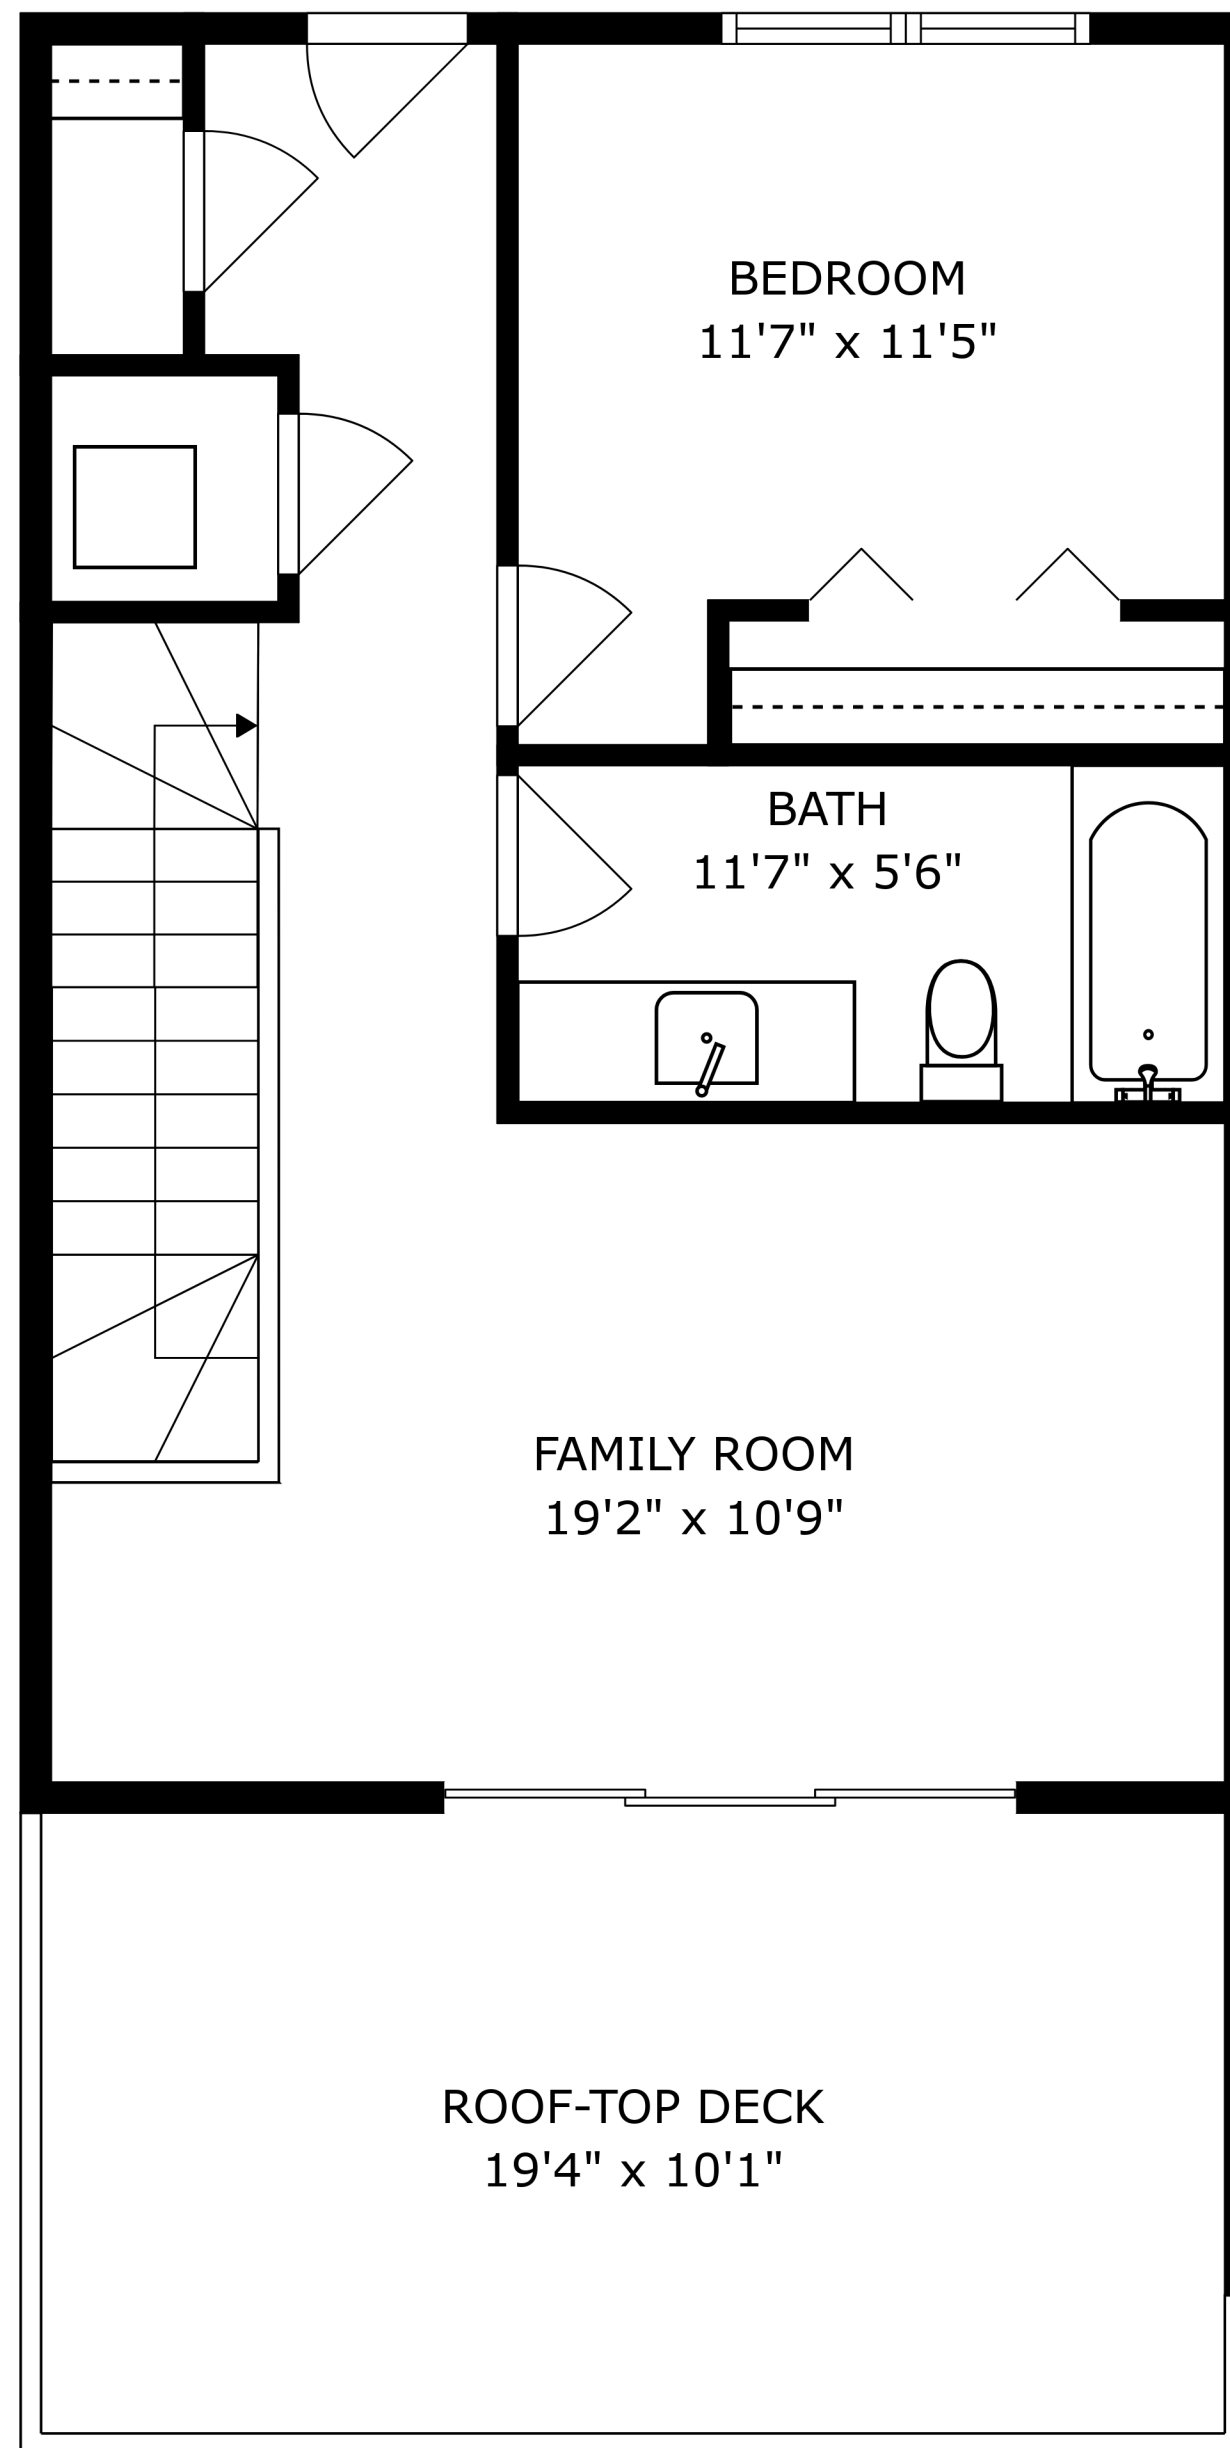 BEDROOM
11'7" x 11'5"
BATH
11'7" x 5'6"
FAMILY ROOM
19'2" x 10'9"
ROOF-TOP DECK
19'4" x 10'1"